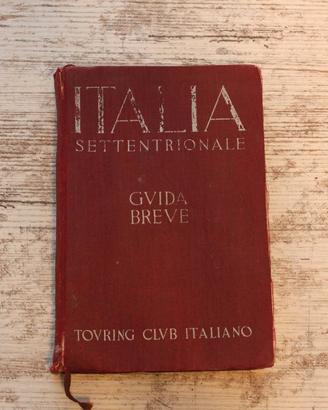 ITALIA
SETTENTRIONALE
GVIDA
BREVE
TOVRING CLVB ITALIANO